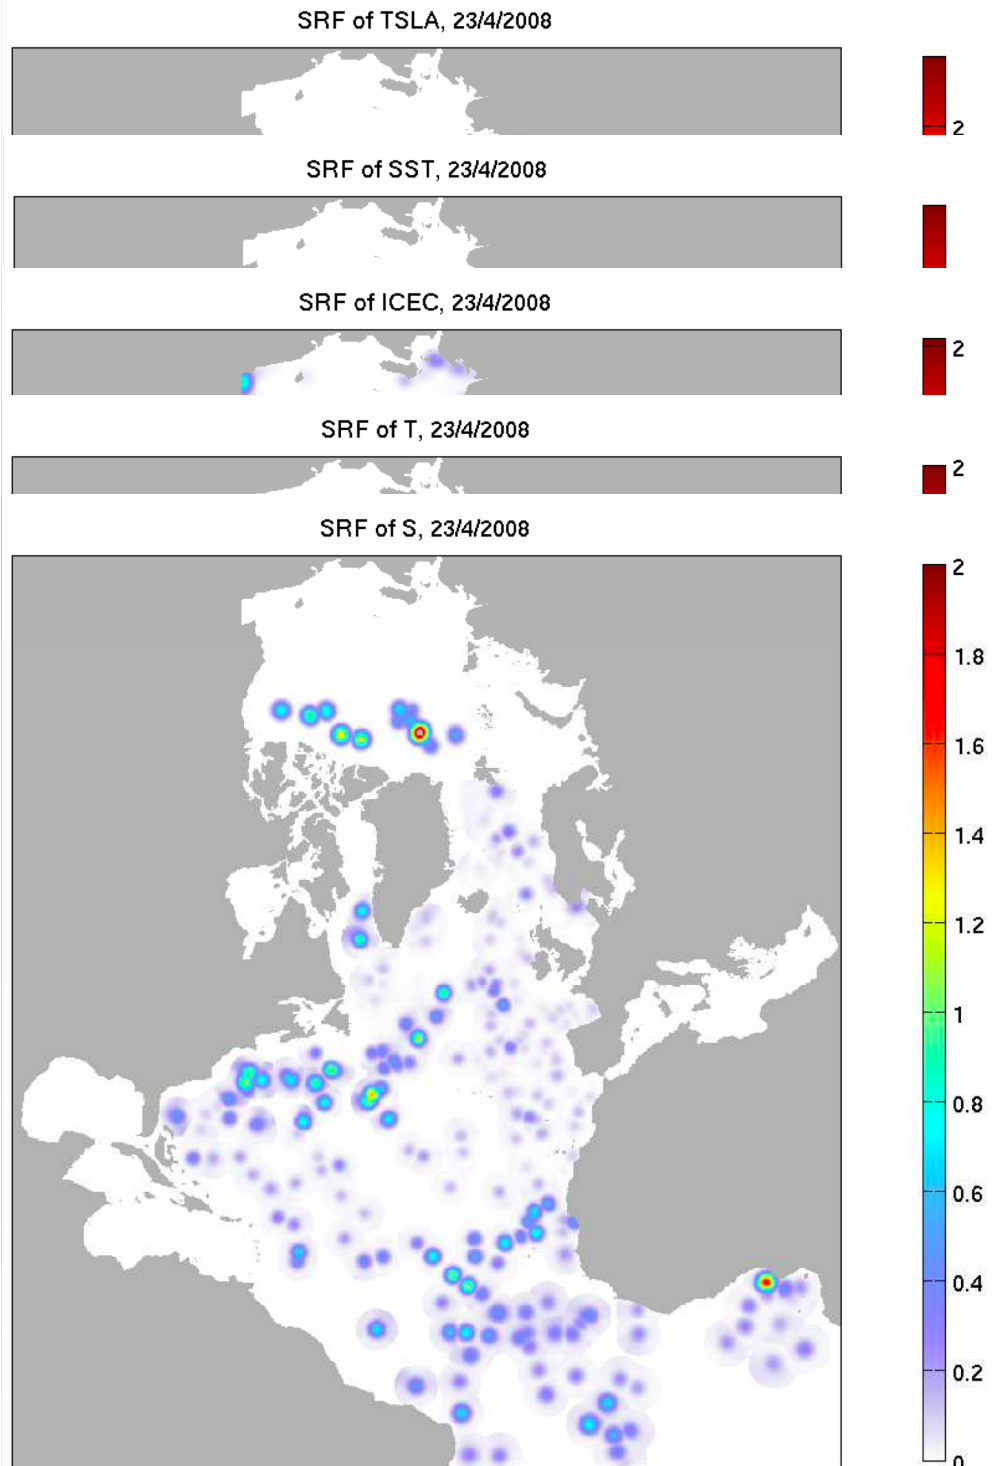 SRF of TSLA, 23/4/2008
2
SRF of SST, 23/4/2008
SRF of ICEC, 23/4/2008
2
SRF of T, 23/4/2008
2
SRF of S, 23/4/2008
2
1.8
1.6
1.4
1.2
1
0.8
0.6
0.4
0.2
0